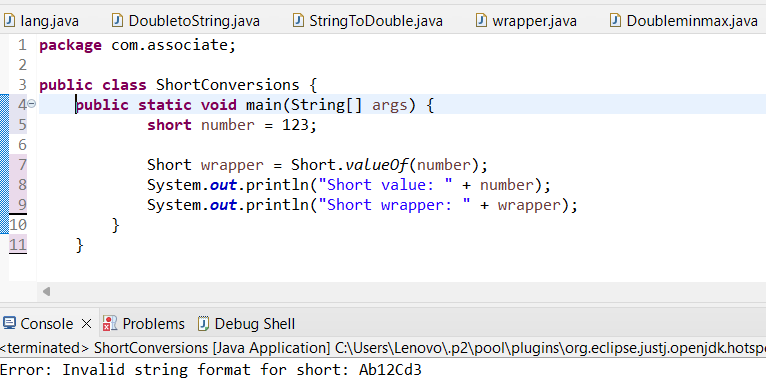 lang.java DoubletoString.java StringToDouble.java wrapper.java Doubleminmax.java
1 package com.associate;
2
3 public class ShortConversions {
4 public static void main(String[] args) {
5 short number = 123;
6
7 Short wrapper = Short.valueOf(number);
8 System.out.println("Short value: " + number);
9 System.out.println("Short wrapper: " + wrapper);
10 }
11 }
Console Problems Debug Shell
<terminated> ShortConversions [Java Application] C:\Users\Lenovo\.p2\pool\plugins\org.eclipse.justj.openjdk.hotsp
Error: Invalid string format for short: Ab12Cd3